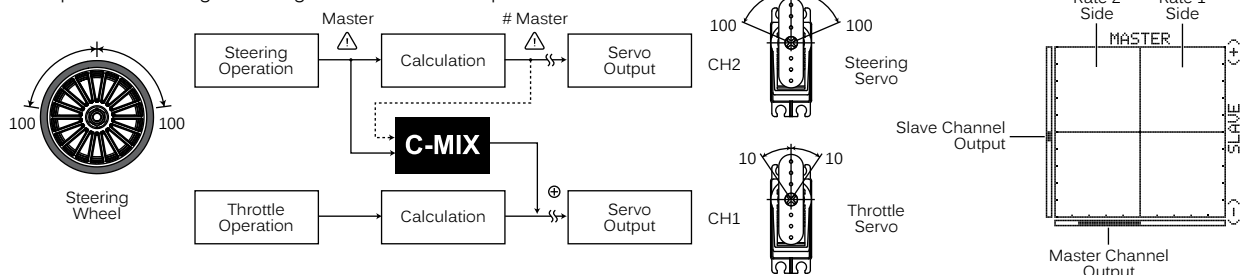 Master
# Master
Steering
Operation
Calculation
Servo
Output
100
100
Steering
Wheel
C-MIX
Throttle
Operation
Calculation
Servo
Output
100
100
CH2
Steering
Servo
10
10
CH1
Throttle
Servo
Side
Side
MASTER
(+)
SLAVE
(-)
Slave Channel
Output
Master Channel
Output